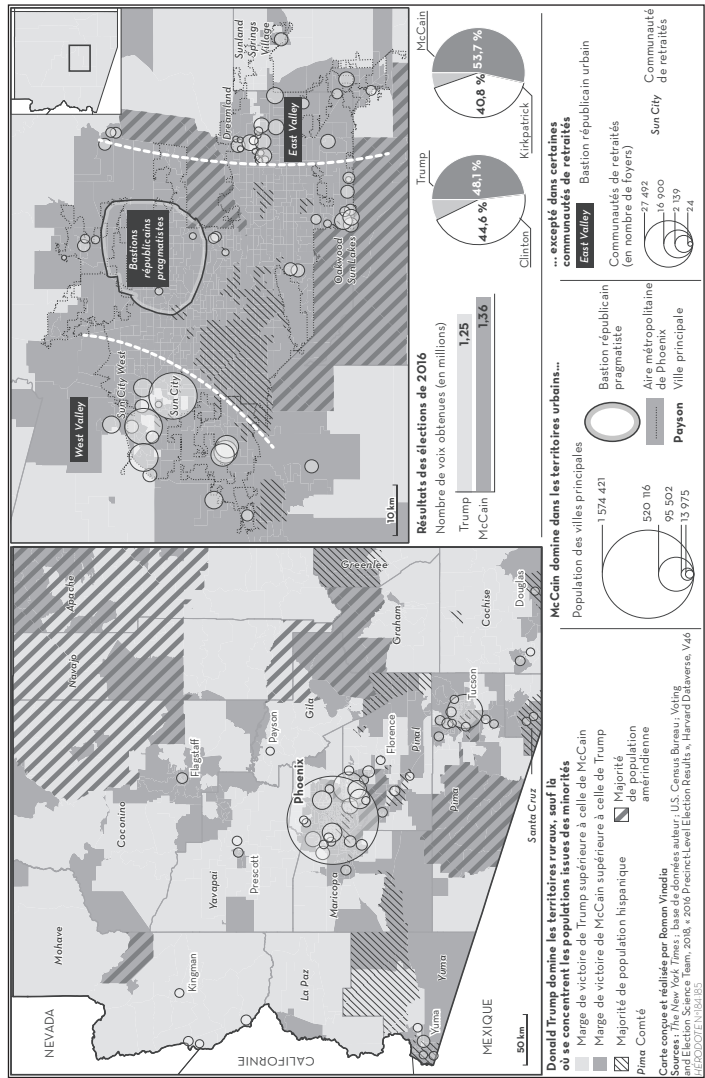 NEVADA
CALIFORNIE
MEXIQUE
50 km
Mohave
Coconino
Navajo
Apache
Yavapai
La Paz
Yuma
Maricopa
Gila
Pinal
Pima
Graham
Greenlee
Cochise
Santa Cruz
Kingman
Flagstaff
Prescott
Payson
Phoenix
Florence
Tucson
Douglas
Yuma
West Valley
Sun City West
Sun City
Bastions
républicains
pragmatistes
Dreamland
Sunland
Springs
Village
East Valley
Oakwood
Sun Lakes
10 km
Résultats des élections de 2016
Nombre de voix obtenues (en millions)
Trump
1,25
McCain
1,36
Trump
48,1 %
44,6 %
Clinton
McCain
53,7 %
40,8 %
Kirkpatrick
Donald Trump domine les territoires ruraux, sauf là
où se concentrent les populations issues des minorités
Marge de victoire de Trump supérieure à celle de McCain
Marge de victoire de McCain supérieure à celle de Trump
Majorité de population hispanique
Majorité
de population
amérindienne
Pima Comté
Carte conçue et réalisée par Roman Vinadia
Sources : The New York Times ; base de données auteur ; U.S. Census Bureau ; Voting
and Election Science Team, 2018, « 2016 Precinct-Level Election Results », Harvard Dataverse, V46
HÉRODOTE N°184-185
McCain domine dans les territoires urbains...
Population des villes principales
1 574 421
520 116
95 502
13 975
Bastion républicain
pragmatiste
Aire métropolitaine
de Phoenix
Payson Ville principale
... excepté dans certaines
communautés de retraités
East Valley Bastion républicain urbain
Communautés de retraités
(en nombre de foyers)
27 492
16 900
2 139
24
Sun City Communauté
de retraités